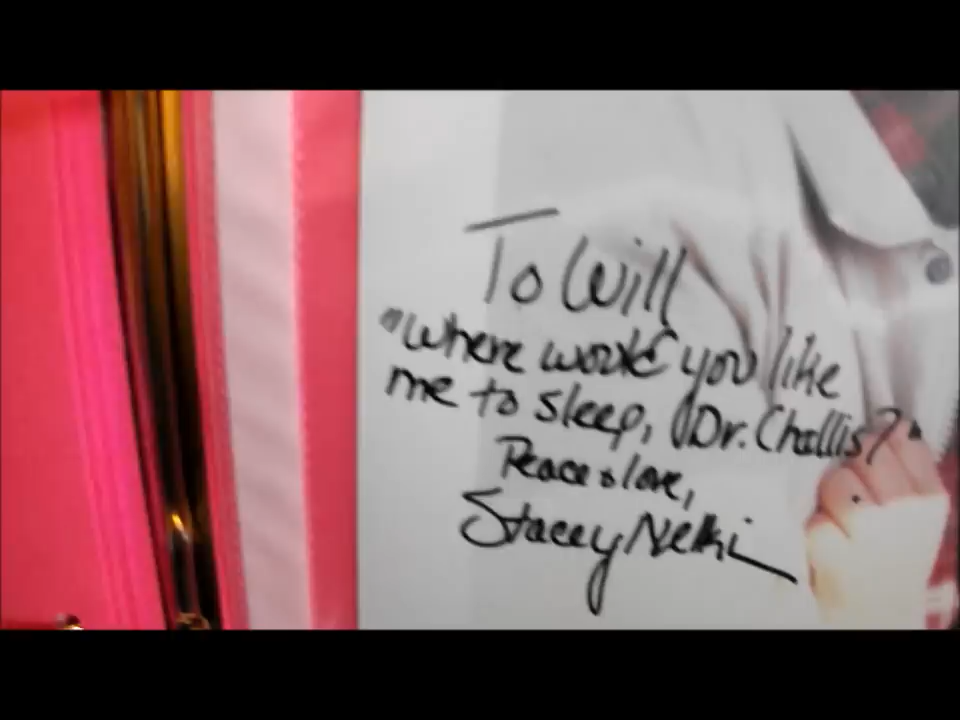 To Will
"Where would you like
me to sleep, Dr. Challis?"
Peace & love,
Stacey Nelkin